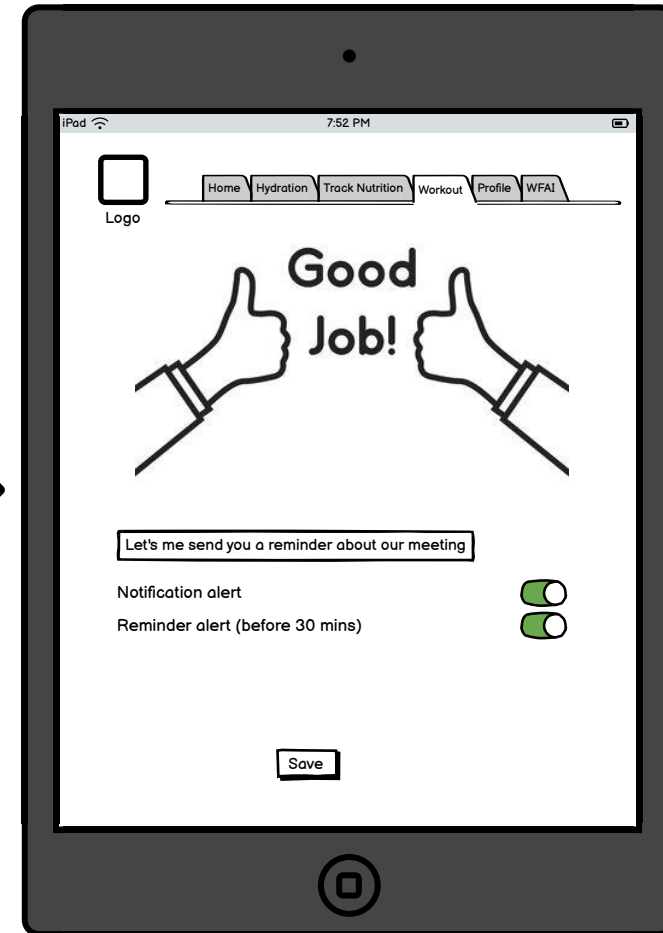 iPad
7:52 PM
Logo
Home Hydration Track Nutrition Workout Profile WFAI
Good
Job!
Let's me send you a reminder about our meeting
Notification alert
Reminder alert (before 30 mins)
Save